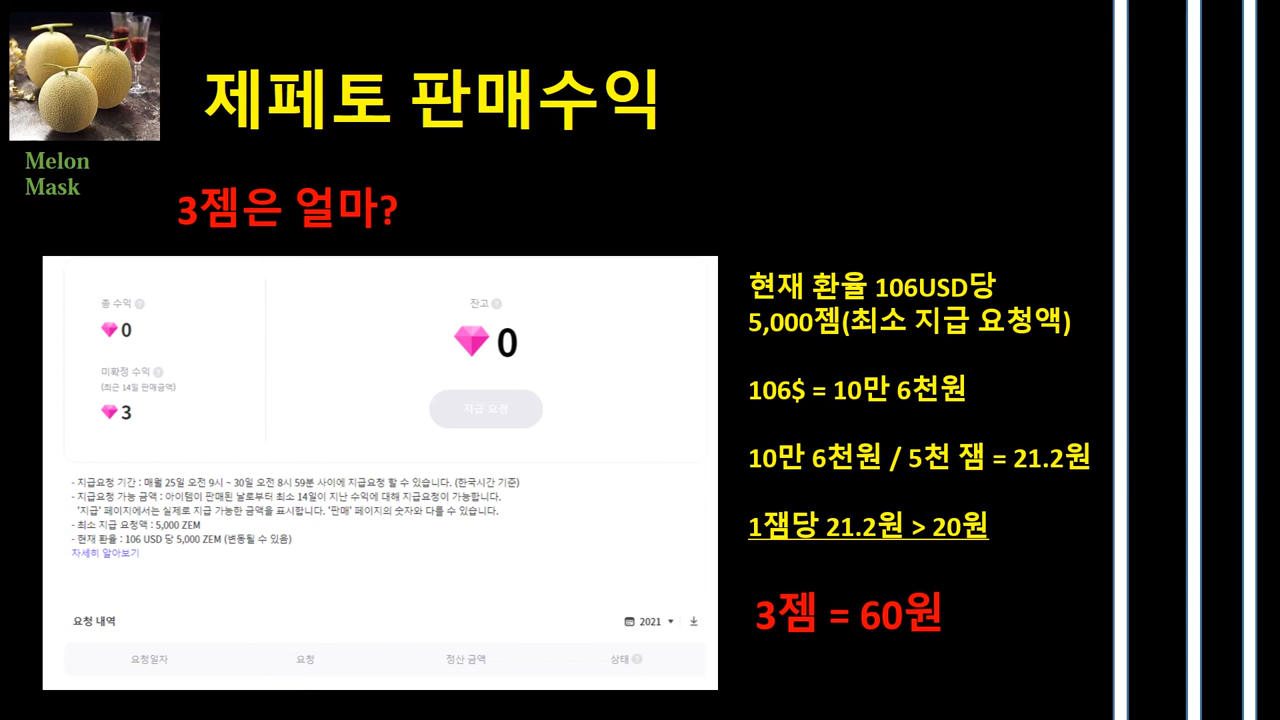 제페토 판매수익
Melon
Mask
3젬은 얼마?
총 수익 ?
0
미확정 수익 ?
(최근 14일 판매금액)
3
잔고 ?
0
지급 요청
- 지급요청 기간 : 매월 25일 오전 9시 ~ 30일 오전 8시 59분 사이에 지급요청 할 수 있습니다. (한국시간 기준)
- 지급요청 가능 금액 : 아이템이 판매된 날로부터 최소 14일이 지난 수익에 대해 지급요청이 가능합니다.
'지급' 페이지에서는 실제로 지급 가능한 금액을 표시합니다. '판매' 페이지의 숫자와 다를 수 있습니다.
- 최소 지급 요청액 : 5,000 ZEM
- 현재 환율 : 106 USD 당 5,000 ZEM (변동될 수 있음)
자세히 알아보기
요청 내역
2021
요청일자 요청 정산 금액 상태 ?
현재 환율 106USD당
5,000젬(최소 지급 요청액)
106$ = 10만 6천원
10만 6천원 / 5천 잼 = 21.2원
1잼당 21.2원 > 20원
3젬 = 60원